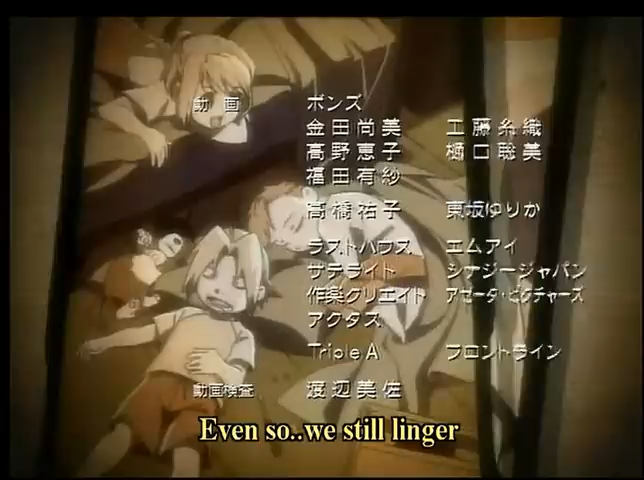 動画 ボンズ
金田尚美 工藤糸織
高野恵子 樋口聡美
福田有紗
高橋祐子 東坂ゆりか
ラストハウス エムアイ
サテライト シナジージャパン
作楽クリエイト アゼータ・ピクチャーズ
アクタス
Triple A フロントライン
動画検査 渡辺美佐
Even so..we still linger